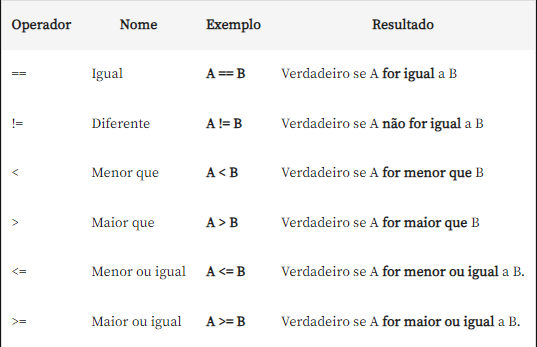 Operador Nome Exemplo Resultado
== Igual A == B Verdadeiro se A for igual a B
!= Diferente A != B Verdadeiro se A não for igual a B
< Menor que A < B Verdadeiro se A for menor que B
> Maior que A > B Verdadeiro se A for maior que B
<= Menor ou igual A <= B Verdadeiro se A for menor ou igual a B.
>= Maior ou igual A >= B Verdadeiro se A for maior ou igual a B.